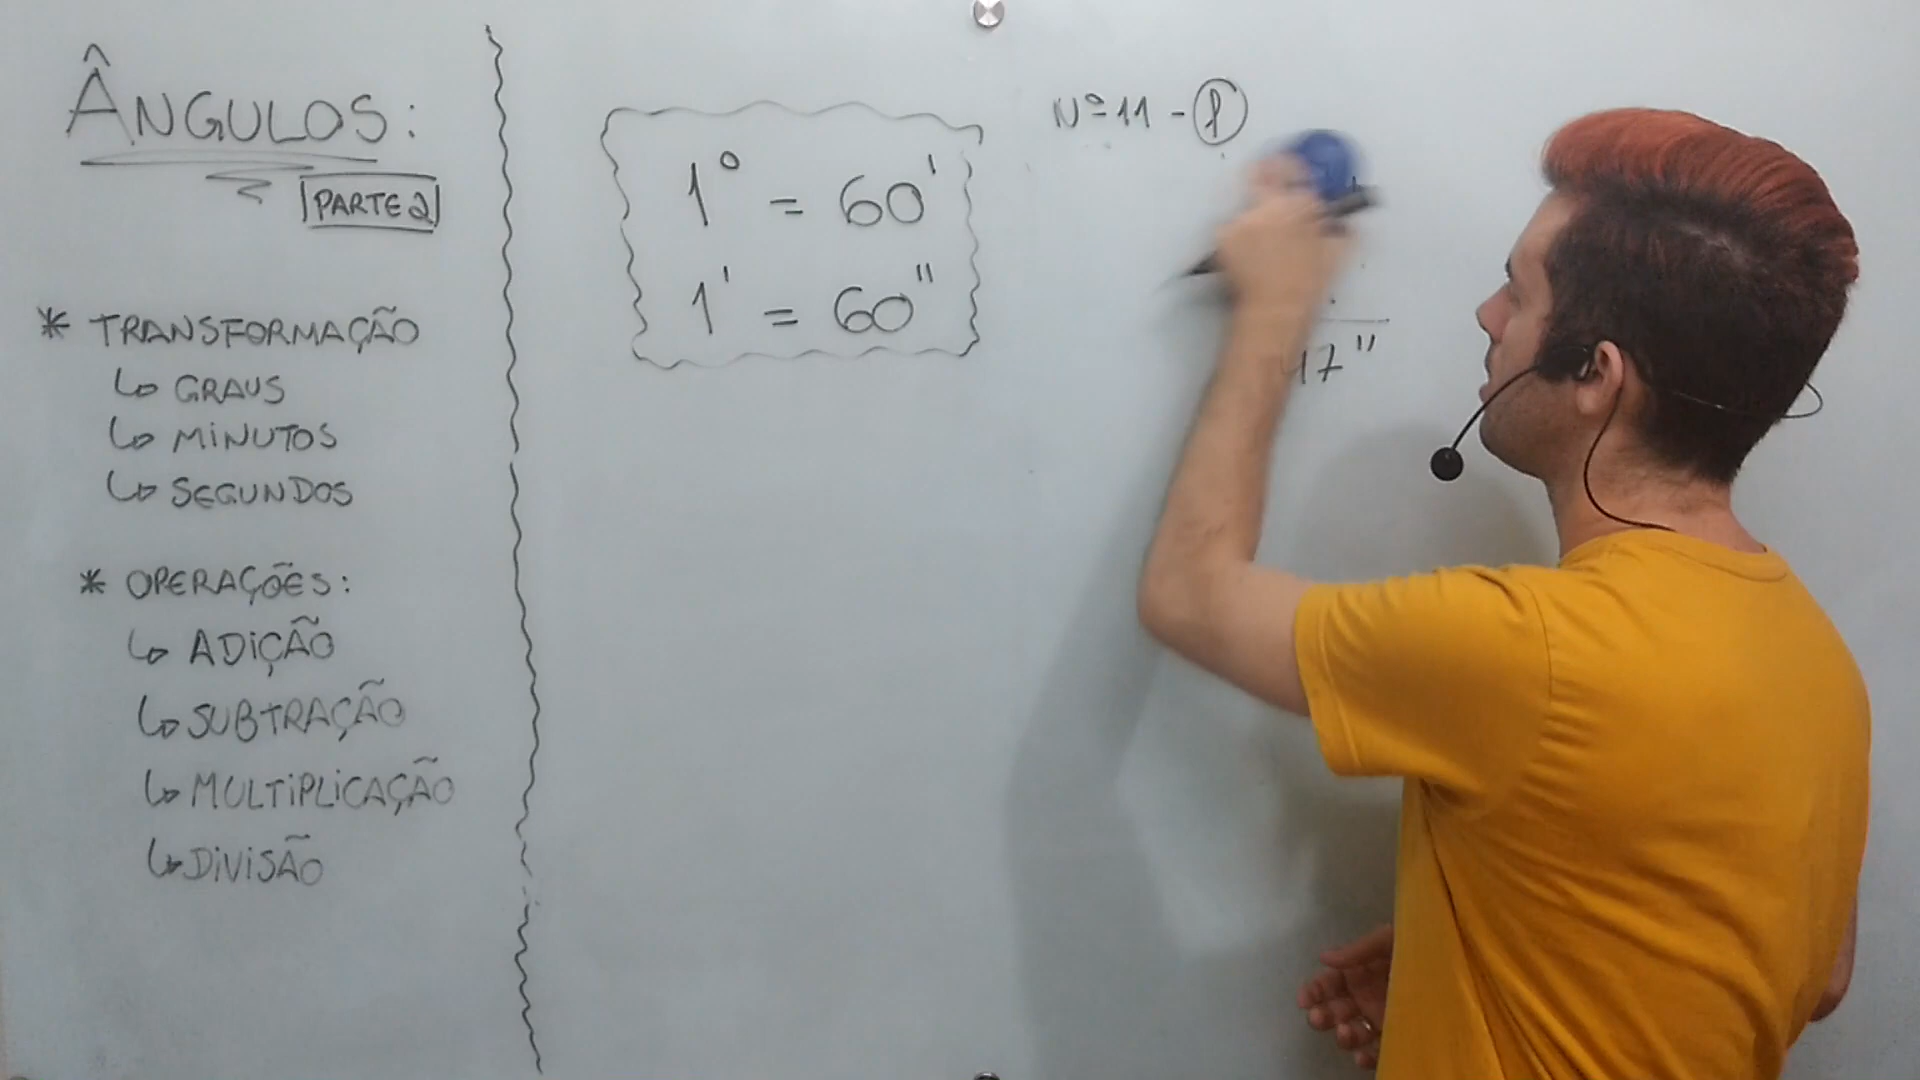 ÂNGULOS:
PARTE 2
* TRANSFORMAÇÃO
↳ GRAUS
↳ MINUTOS
↳ SEGUNDOS
* OPERAÇÕES:
↳ ADIÇÃO
↳ SUBTRAÇÃO
↳ MULTIPLICAÇÃO
↳ DIVISÃO
1° = 60'
1' = 60"
Nº 11 -
47"